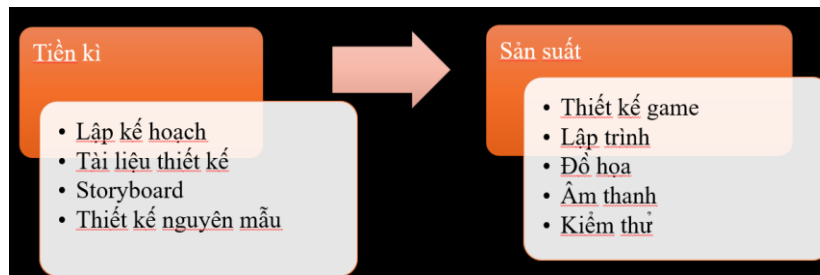 Tiền kì
• Lập kế hoạch
• Tài liệu thiết kế
• Storyboard
• Thiết kế nguyên mẫu
Sản suất
• Thiết kế game
• Lập trình
• Đồ họa
• Âm thanh
• Kiểm thử